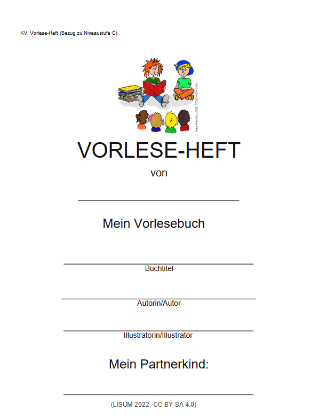 KV: Vorlese-Heft (Bezug zu Niveaustufe C)
VORLESE-HEFT
von
Mein Vorlesebuch
Buchtitel
Autorin/Autor
Illustratorin/Illustrator
Mein Partnerkind:
(LISUM 2022, CC BY-SA 4.0)